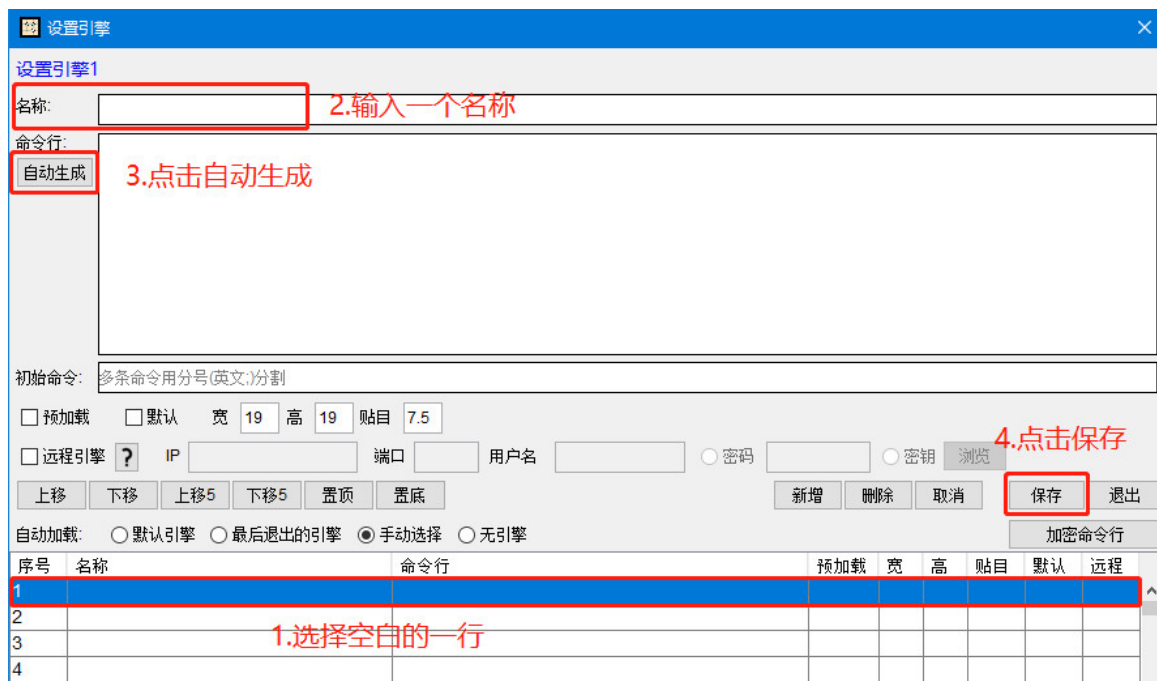 设置引擎
设置引擎1
名称: 2.输入一个名称
命令行:
自动生成 3.点击自动生成
初始命令: 多条命令用分号(英文;)分割
预加载 默认 宽 19 高 19 贴目 7.5
4.点击保存
远程引擎 ? IP 端口 用户名 密码 密钥 浏览
上移 下移 上移5 下移5 置顶 置底 新增 删除 取消 保存 退出
自动加载: 默认引擎 最后退出的引擎 手动选择 无引擎 加密命令行
序号 名称 命令行 预加载 宽 高 贴目 默认 远程
1
2
1.选择空白的一行
3
4